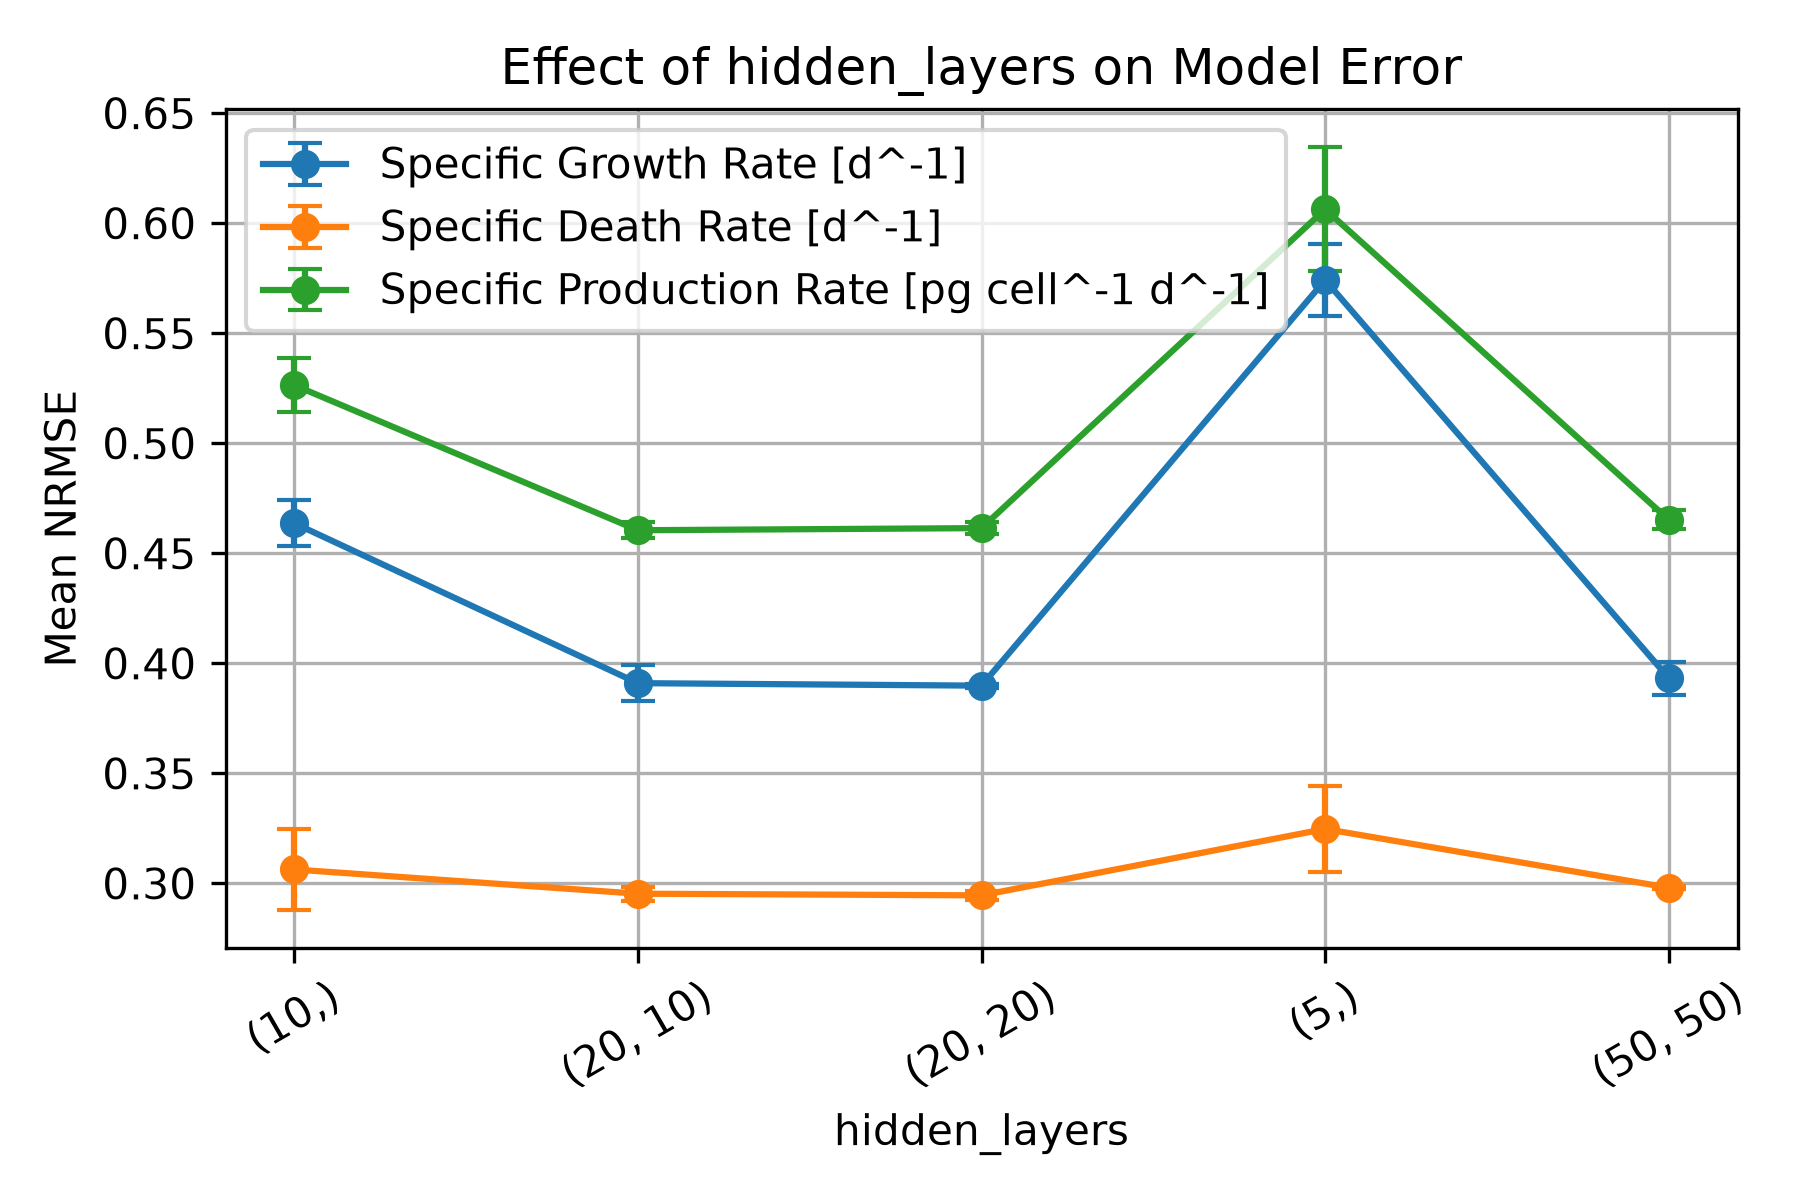 Effect of hidden_layers on Model Error
0.65
0.60
0.55
0.50
0.45
0.40
0.35
0.30
Mean NRMSE
Specific Growth Rate [d^-1]
Specific Death Rate [d^-1]
Specific Production Rate [pg cell^-1 d^-1]
(10,)
(20, 10)
(20, 20)
(5,)
(50, 50)
hidden_layers